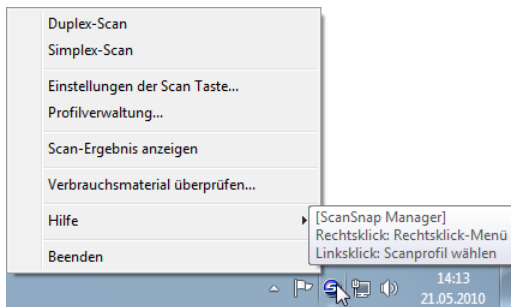 Duplex-Scan
Simplex-Scan
Einstellungen der Scan Taste...
Profilverwaltung...
Scan-Ergebnis anzeigen
Verbrauchsmaterial überprüfen...
Hilfe
Beenden
[ScanSnap Manager]
Rechtsklick: Rechtsklick-Menü
Linksklick: Scanprofil wählen
14:13
21.05.2010